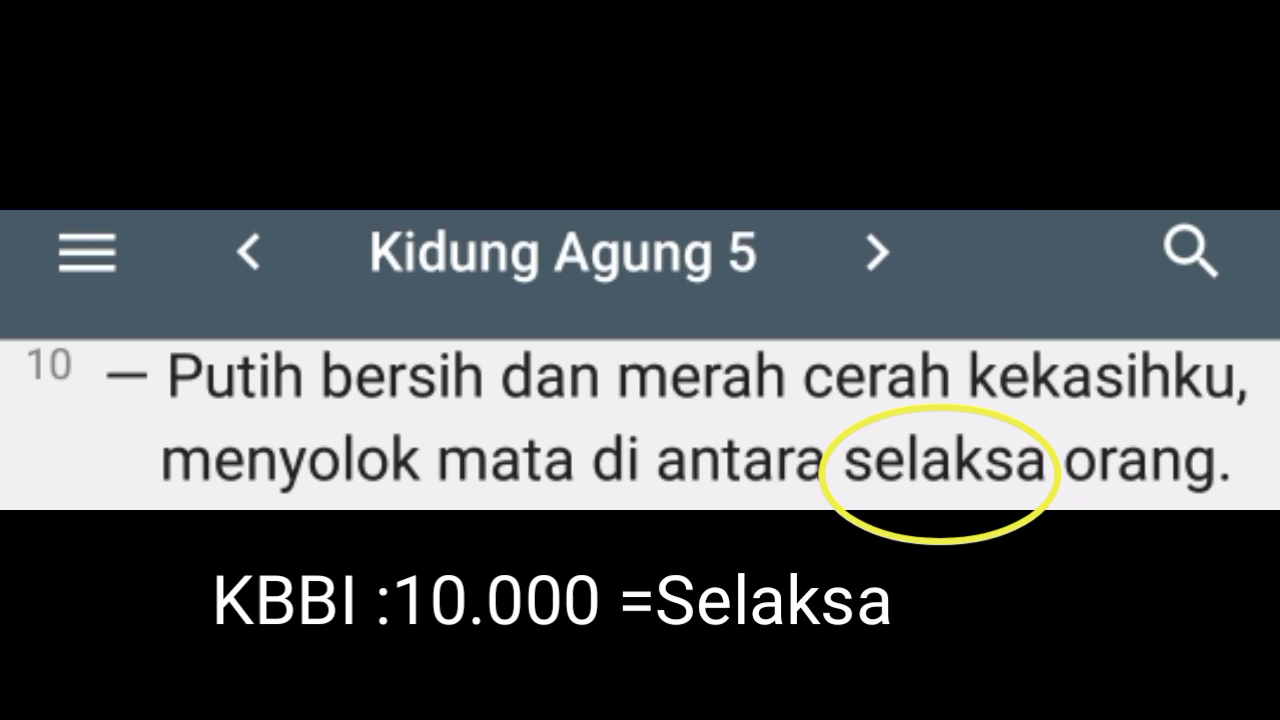 Kidung Agung 5
10 — Putih bersih dan merah cerah kekasihku,
menyolok mata di antara selaksa orang.
KBBI :10.000 =Selaksa